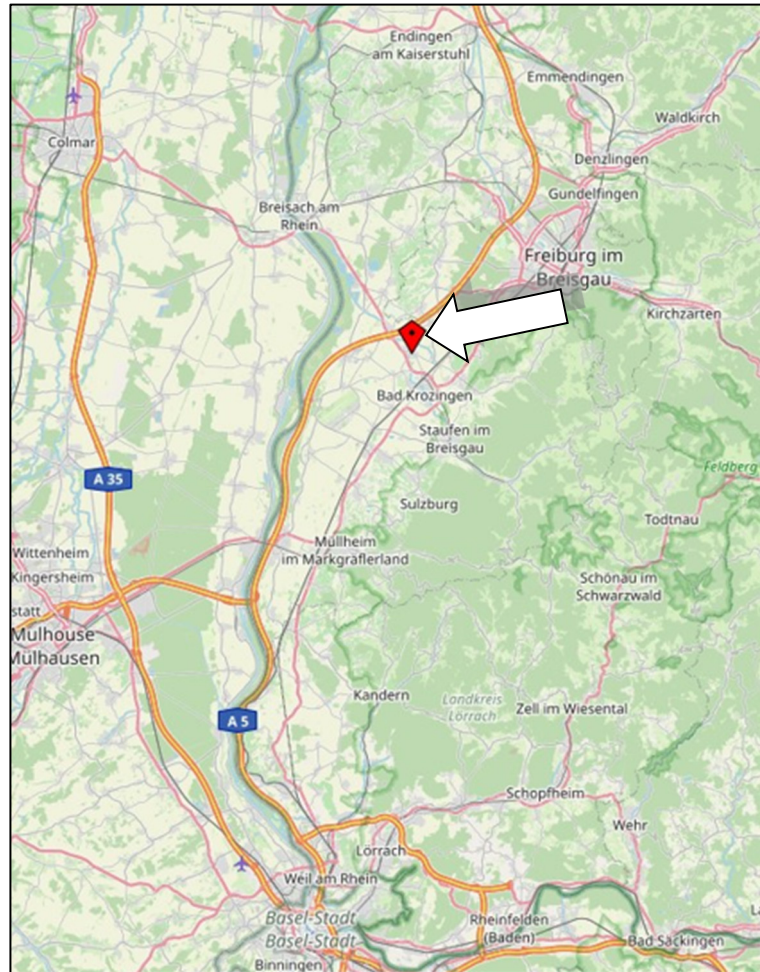 Endingen
am Kaiserstuhl
Emmendingen
Waldkirch
Colmar
Denzlingen
Gundelfingen
Breisach am
Rhein
Freiburg im
Breisgau
Kirchzarten
Bad Krozingen
Staufen im
Breisgau
Feldberg
A 35
Sulzburg
Todtnau
Müllheim
im Markgräflerland
Wittenheim
Kingersheim
Schönau im
Schwarzwald
statt
Mulhouse
Mülhausen
Kandern
Landkreis
Lörrach
Zell im Wiesental
A 5
Schopfheim
Wehr
Lörrach
Weil am Rhein
Basel-Stadt
Basel-Stadt
Rheinfelden
(Baden)
Bad Säckingen
Binningen